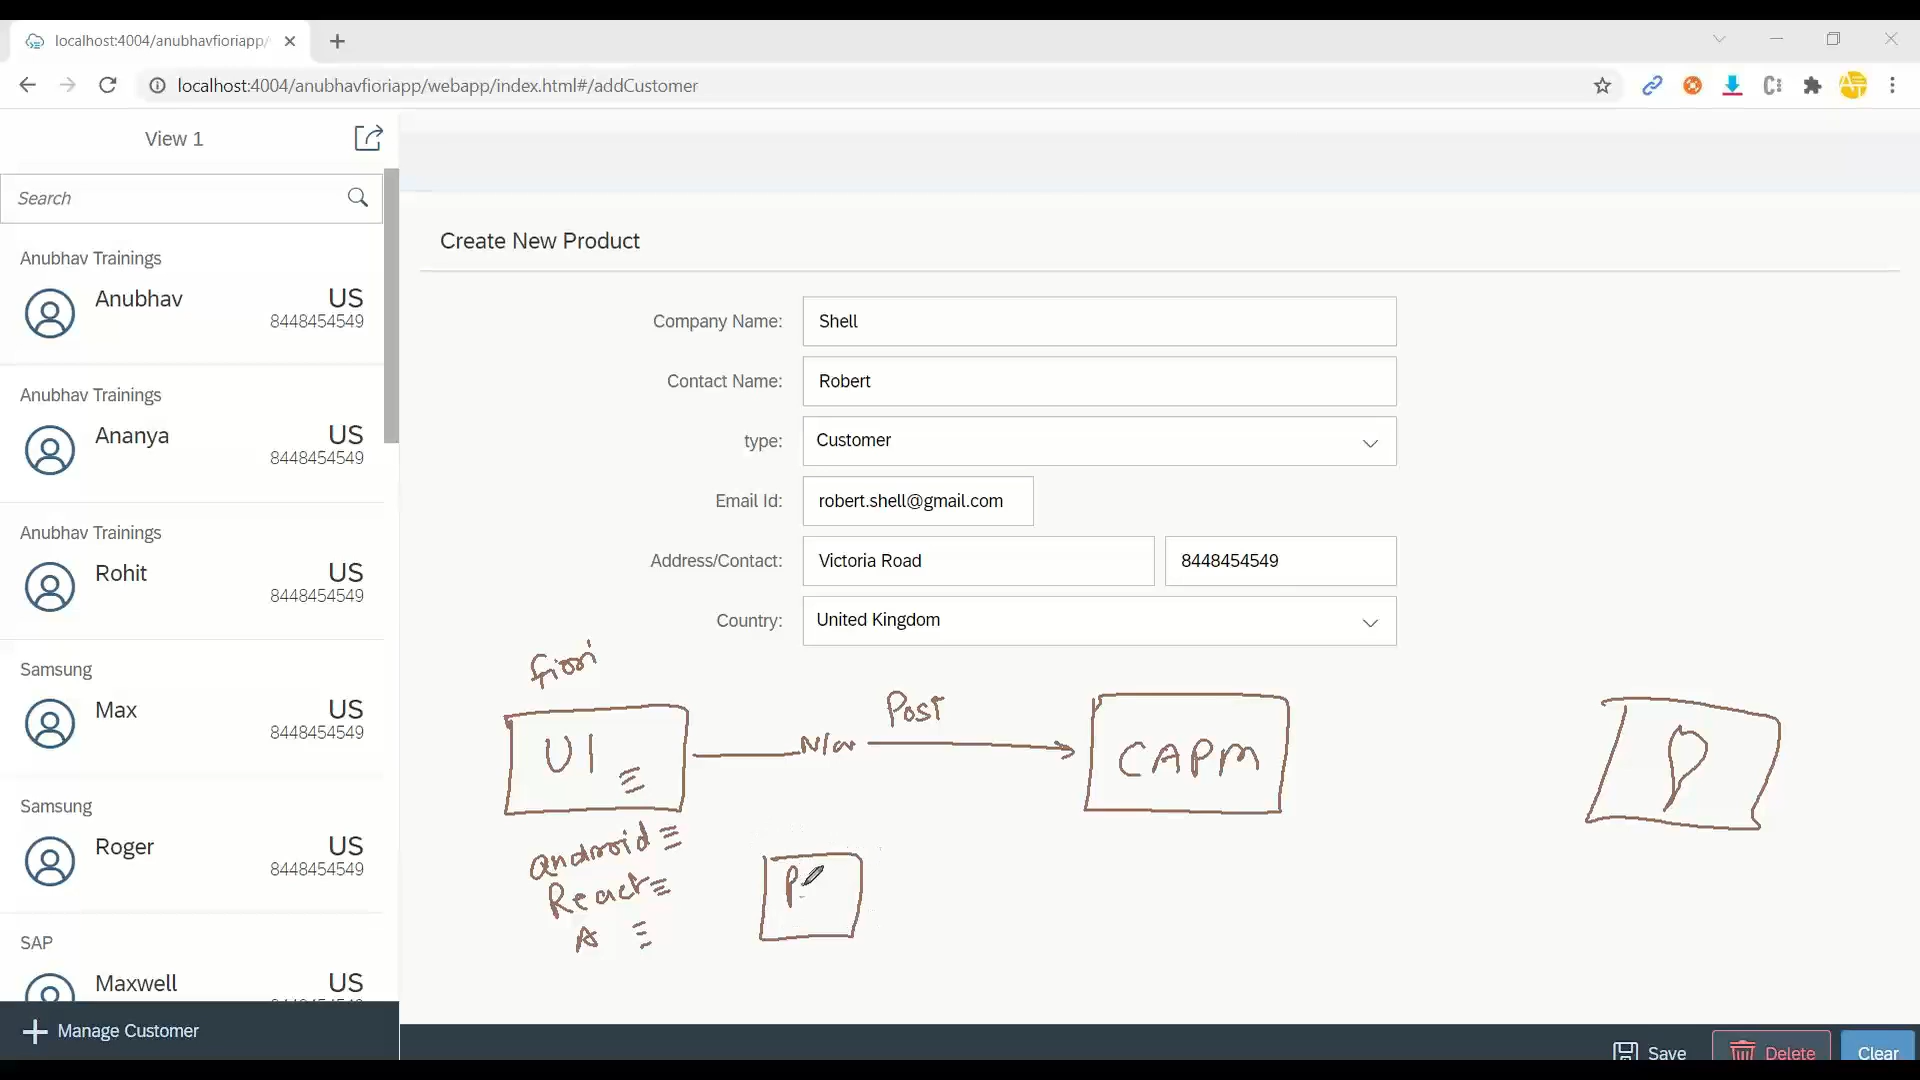 localhost:4004/anubhavfioriapp/
localhost:4004/anubhavfioriapp/webapp/index.html#/addCustomer
View 1
Search
Anubhav Trainings
Anubhav US
8448454549
Anubhav Trainings
Ananya US
8448454549
Anubhav Trainings
Rohit US
8448454549
Samsung
Max US
8448454549
Samsung
Roger US
8448454549
SAP
Maxwell US
Manage Customer
Create New Product
Company Name: Shell
Contact Name: Robert
type: Customer
Email Id: robert.shell@gmail.com
Address/Contact: Victoria Road 8448454549
Country: United Kingdom
fiori
UI
Post
N/w
CAPM
P
android
React
A
P
Save Delete Clear